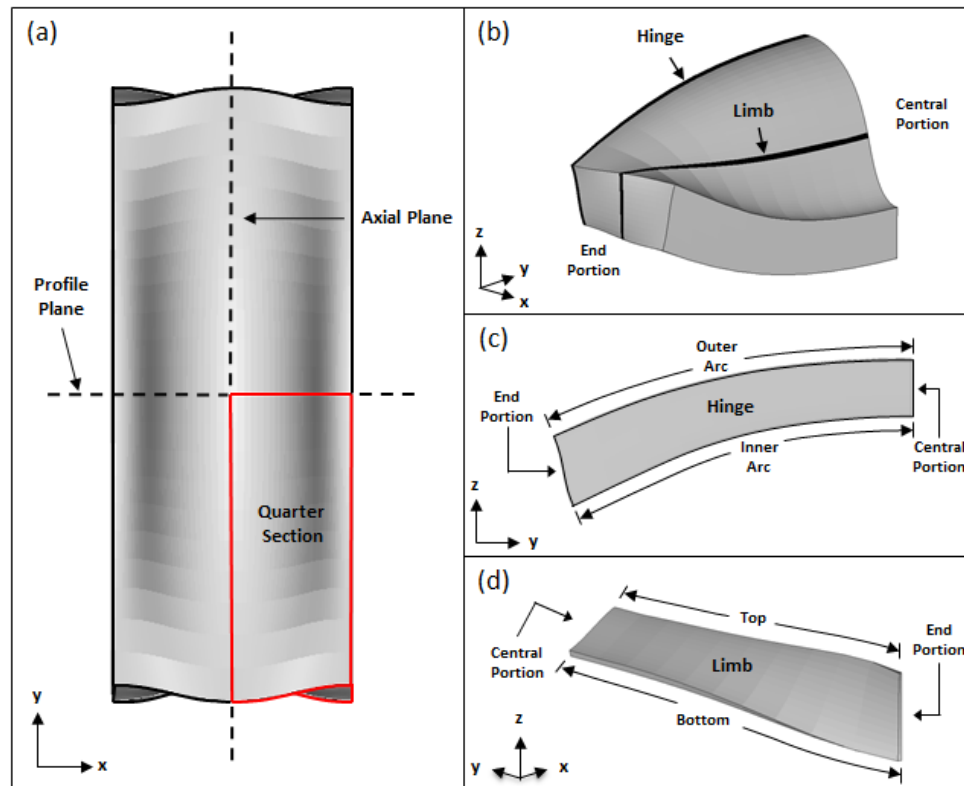 (a)
Axial Plane
Profile
Plane
Quarter
Section
y
x
(b)
Hinge
Limb
Central
Portion
End
Portion
z
y
x
(c)
Outer
Arc
End
Portion
Hinge
Inner
Arc
Central
Portion
z
y
(d)
Top
End
Portion
Central
Portion
Limb
Bottom
z
y
x